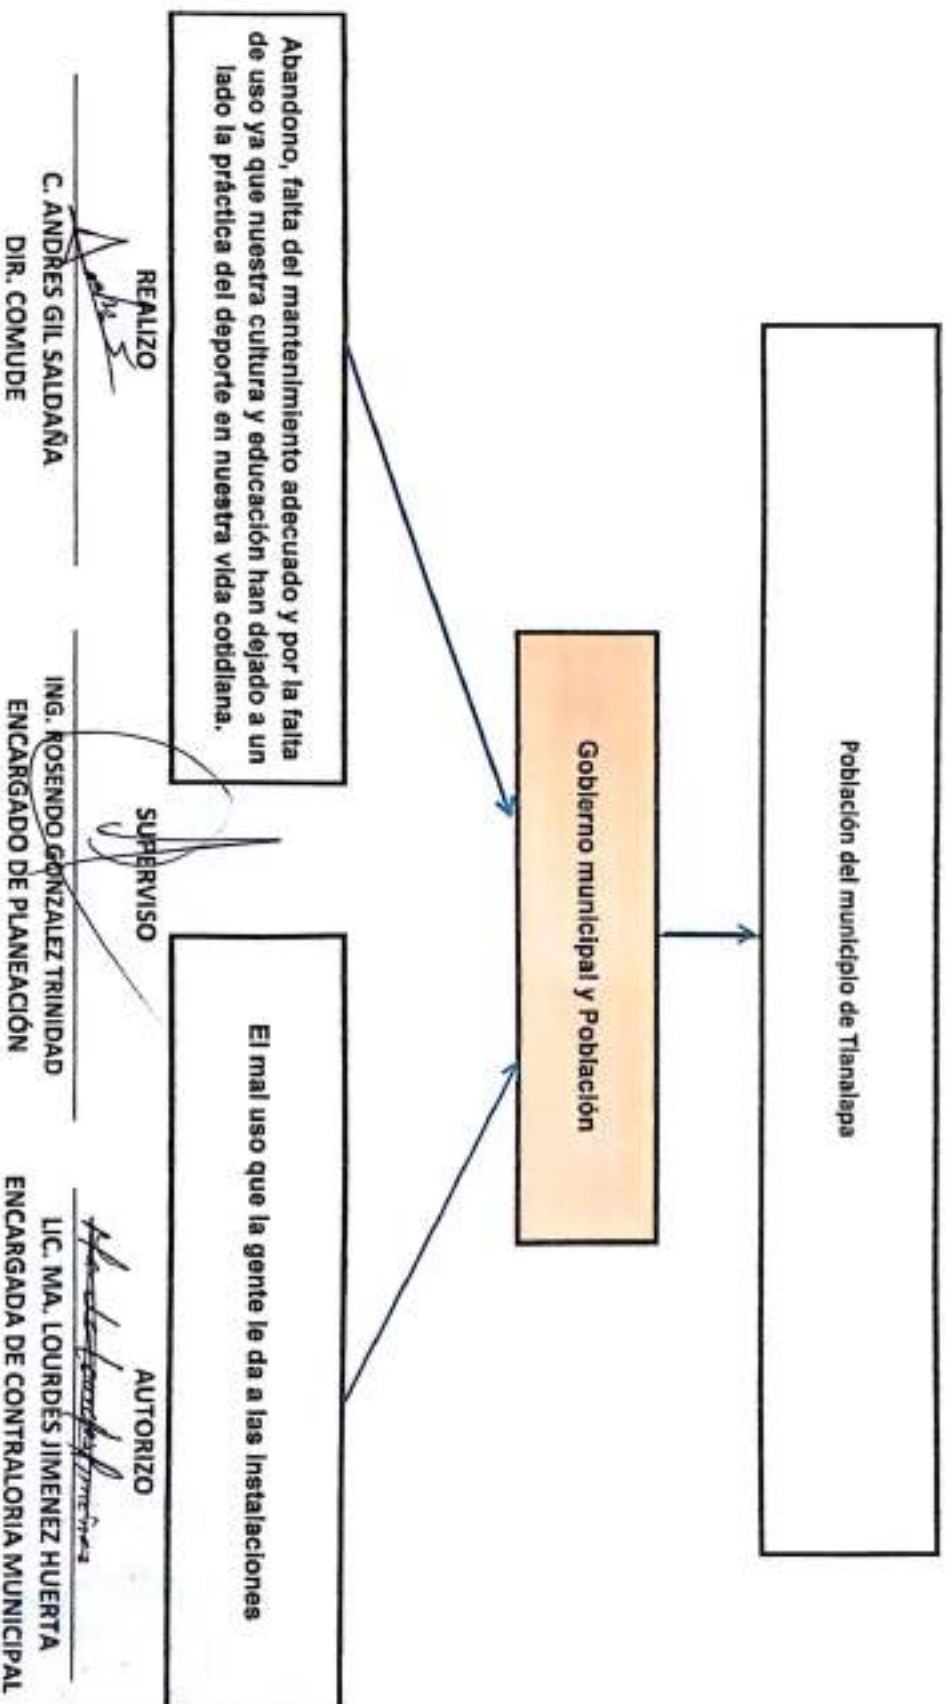 Población del municipio de Tlanalapa
Gobierno municipal y Población
Abandono, falta del mantenimiento adecuado y por la falta
de uso ya que nuestra cultura y educación han dejado a un
lado la práctica del deporte en nuestra vida cotidiana.
El mal uso que la gente le da a las instalaciones
REALIZO
C. ANDRES GIL SALDAÑA
DIR. COMUDE
SUPERVISO
ING. ROSENDO GONZALEZ TRINIDAD
ENCARGADO DE PLANEACIÓN
AUTORIZO
LIC. MA. LOURDES JIMENEZ HUERTA
ENCARGADA DE CONTRALORIA MUNICIPAL